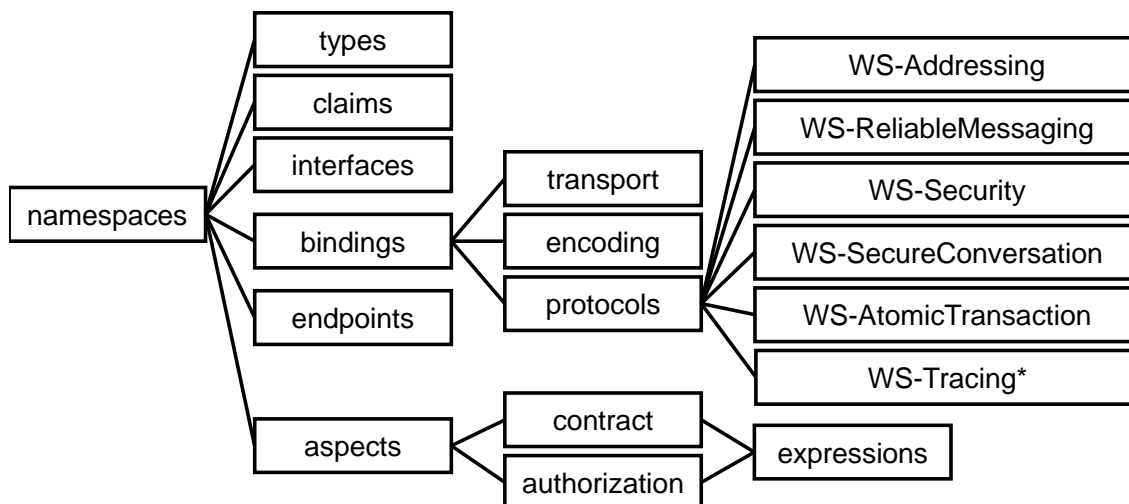 namespaces
types
claims
interfaces
bindings
endpoints
aspects
transport
encoding
protocols
contract
authorization
WS-Addressing
WS-ReliableMessaging
WS-Security
WS-SecureConversation
WS-AtomicTransaction
WS-Tracing*
expressions